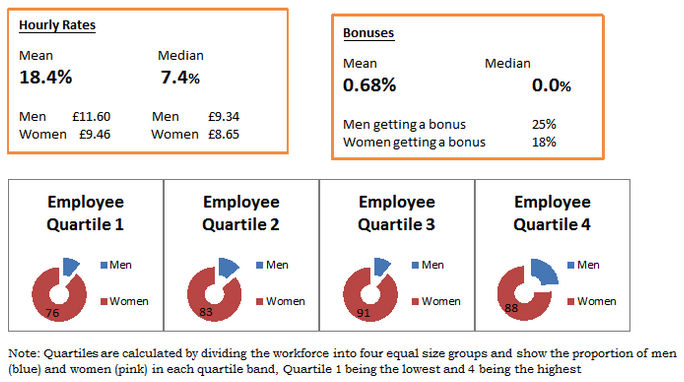 Hourly Rates
Mean Median
18.4% 7.4%
Men £11.60 Men £9.34
Women £9.46 Women £8.65
Bonuses
Mean Median
0.68% 0.0%
Men getting a bonus 25%
Women getting a bonus 18%
Employee
Quartile 1
Men
Women
76
Employee
Quartile 2
Men
Women
83
Employee
Quartile 3
Men
Women
91
Employee
Quartile 4
Men
Women
88
Note: Quartiles are calculated by dividing the workforce into four equal size groups and show the proportion of men
(blue) and women (pink) in each quartile band, Quartile 1 being the lowest and 4 being the highest